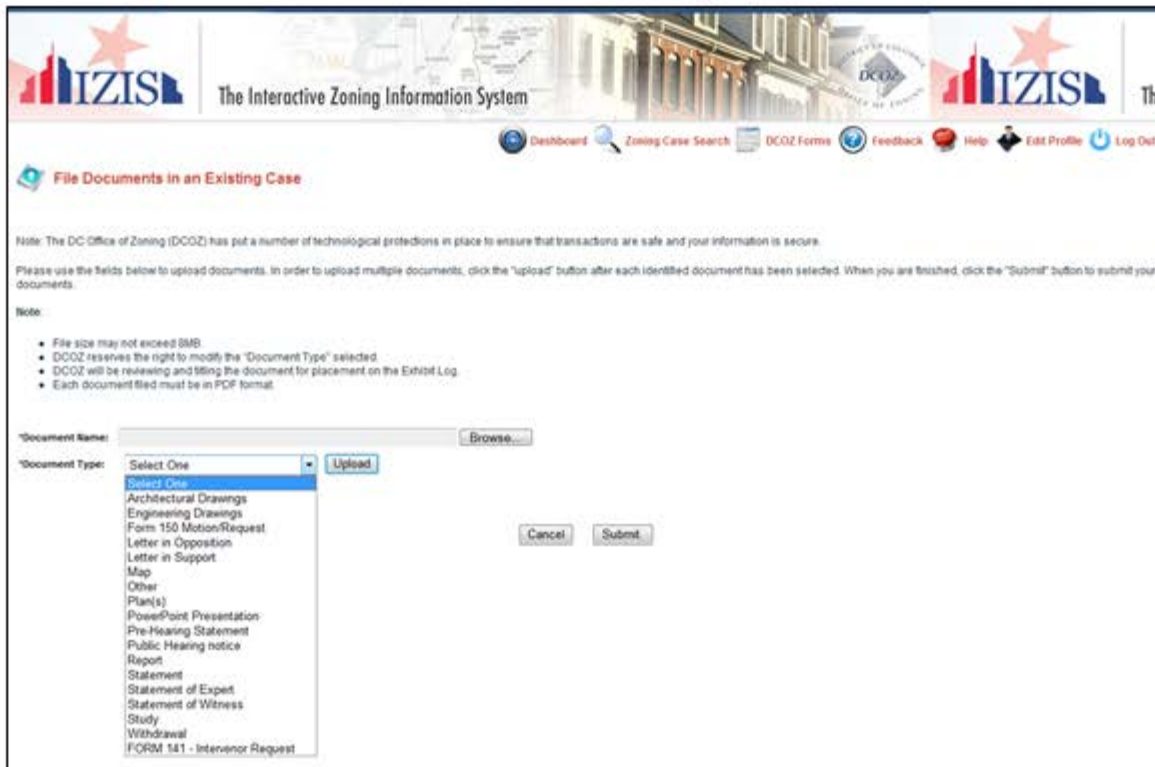 IZIS
The Interactive Zoning Information System
DCOZ
IZIS
Th
Dashboard Zoning Case Search DCOZ Forms Feedback Help Edit Profile Log Out
File Documents in an Existing Case
Note: The DC Office of Zoning (DCOZ) has put a number of technological protections in place to ensure that transactions are safe and your information is secure.
Please use the fields below to upload documents. In order to upload multiple documents, click the "upload" button after each identified document has been selected. When you are finished, click the "Submit" button to submit your
documents.
Note:
• File size may not exceed 8MB.
• DCOZ reserves the right to modify the "Document Type" selected.
• DCOZ will be reviewing and titling the document for placement on the Exhibit Log.
• Each document filed must be in PDF format.
*Document Name: Browse...
*Document Type: Select One Upload
Select One
Architectural Drawings
Engineering Drawings
Form 150 Motion/Request
Cancel Submit
Letter in Opposition
Letter in Support
Map
Other
Plan(s)
PowerPoint Presentation
Pre-Hearing Statement
Public Hearing notice
Report
Statement
Statement of Expert
Statement of Witness
Study
Withdrawal
FORM 141 - Intervenor Request